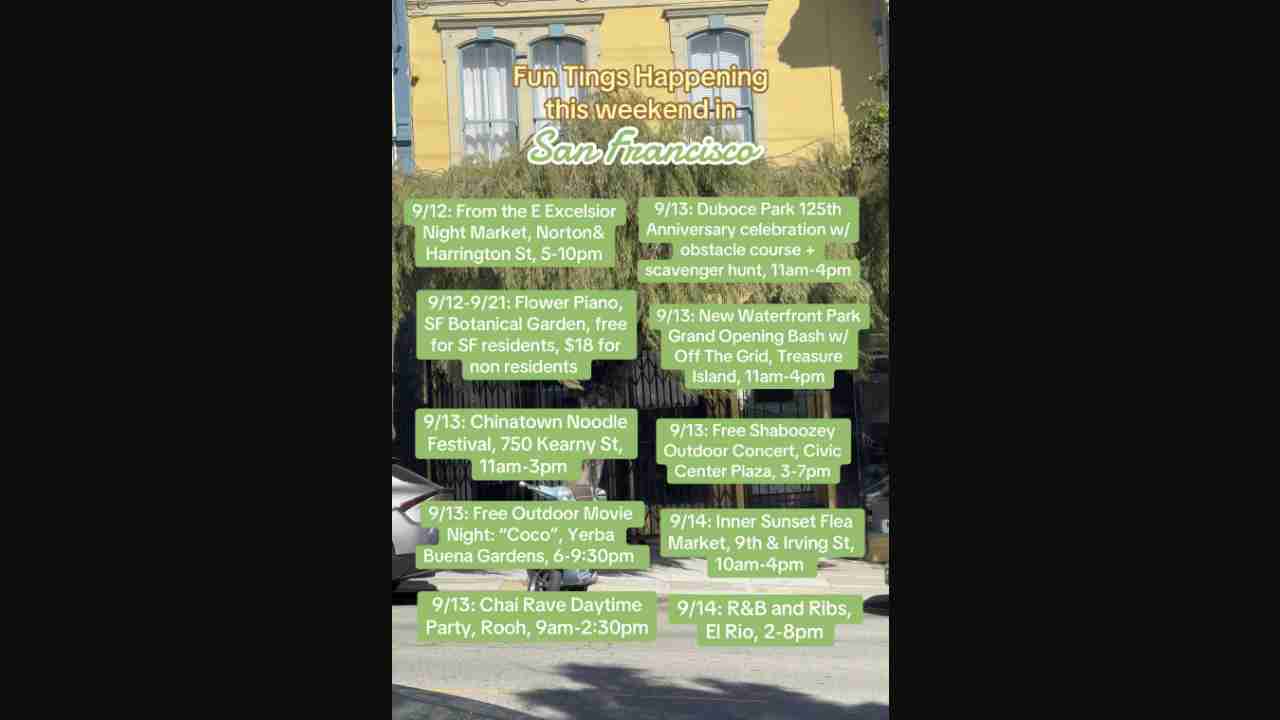 Fun Tings Happening
this weekend in
San Francisco
9/12: From the E Excelsior
Night Market, Norton&
Harrington St, 5-10pm
9/12-9/21: Flower Piano,
SF Botanical Garden, free
for SF residents, $18 for
non residents
9/13: Chinatown Noodle
Festival, 750 Kearny St,
11am-3pm
9/13: Free Outdoor Movie
Night: “Coco”, Yerba
Buena Gardens, 6-9:30pm
9/13: Chai Rave Daytime
Party, Rooh, 9am-2:30pm
9/13: Duboce Park 125th
Anniversary celebration w/
obstacle course +
scavenger hunt, 11am-4pm
9/13: New Waterfront Park
Grand Opening Bash w/
Off The Grid, Treasure
Island, 11am-4pm
9/13: Free Shaboozey
Outdoor Concert, Civic
Center Plaza, 3-7pm
9/14: Inner Sunset Flea
Market, 9th & Irving St,
10am-4pm
9/14: R&B and Ribs,
El Rio, 2-8pm